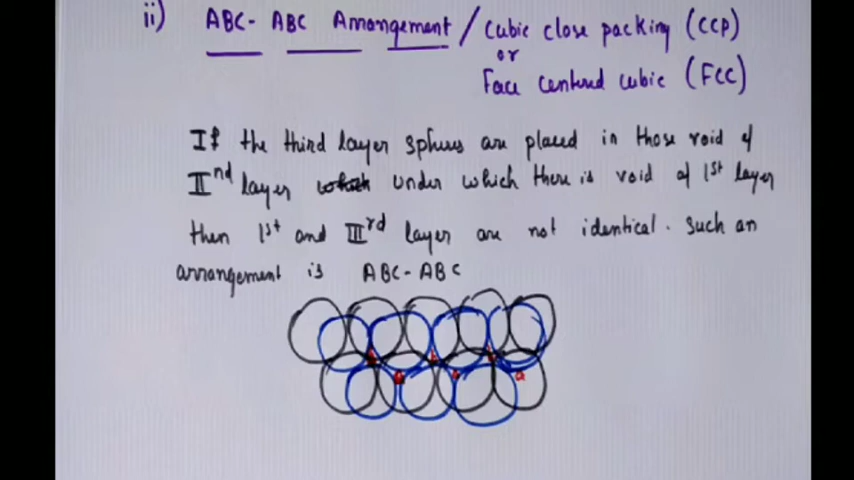 ii) ABC- ABC Arrangement / Cubic close packing (CCP)
or
Face Centered cubic (FCC)
If the third layer spheres are placed in those void of
IInd layer which under which there is void of 1st layer
then 1st and IIIrd layer are not identical. Such an
arrangement is ABC- ABC